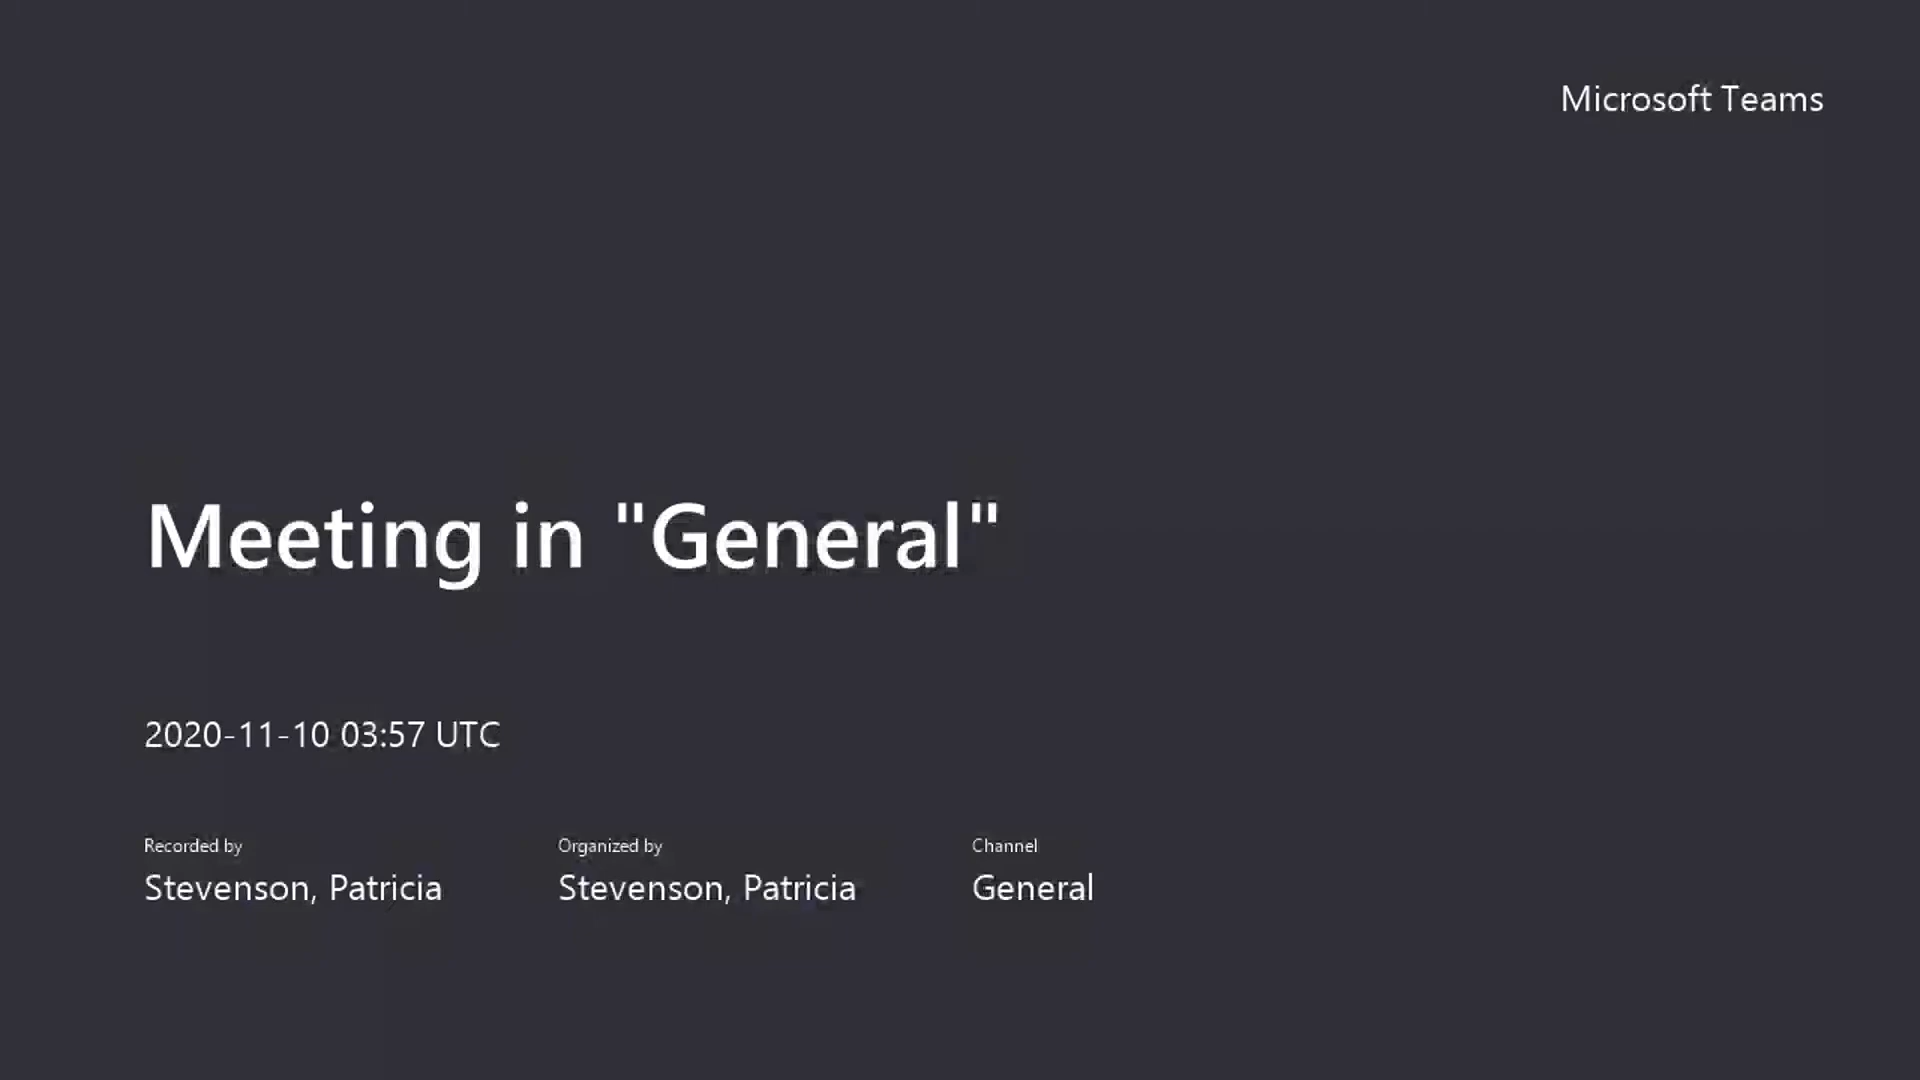 Microsoft Teams
Meeting in "General"
2020-11-10 03:57 UTC
Recorded by
Stevenson, Patricia
Organized by
Stevenson, Patricia
Channel
General